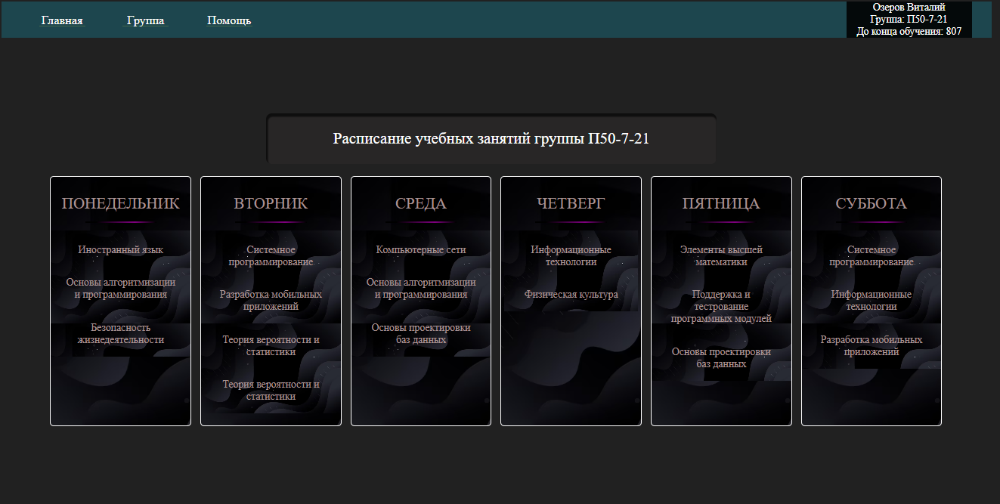 Главная Группа Помощь
Озеров Виталий
Группа: П50-7-21
До конца обучения: 807
Расписание учебных занятий группы П50-7-21
ПОНЕДЕЛЬНИК
Иностранный язык
Основы алгоритмизации
и программирования
Безопасность
жизнедеятельности
ВТОРНИК
Системное
программирование
Разработка мобильных
приложений
Теория вероятности и
статистики
Теория вероятности и
статистики
СРЕДА
Компьютерные сети
Основы алгоритмизации
и программирования
Основы проектировки
баз данных
ЧЕТВЕРГ
Информационные
технологии
Физическая культура
ПЯТНИЦА
Элементы высшей
математики
Поддержка и
тестрование
программных модулей
Основы проектировки
баз данных
СУББОТА
Системное
программирование
Информационные
технологии
Разработка мобильных
приложений